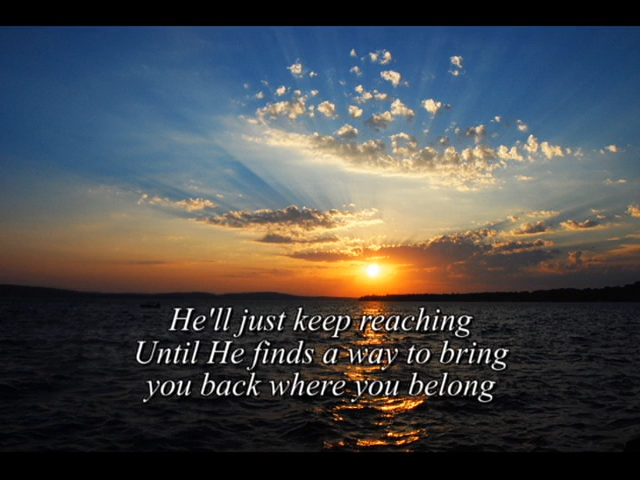 He'll just keep reaching
Until He finds a way to bring
you back where you belong